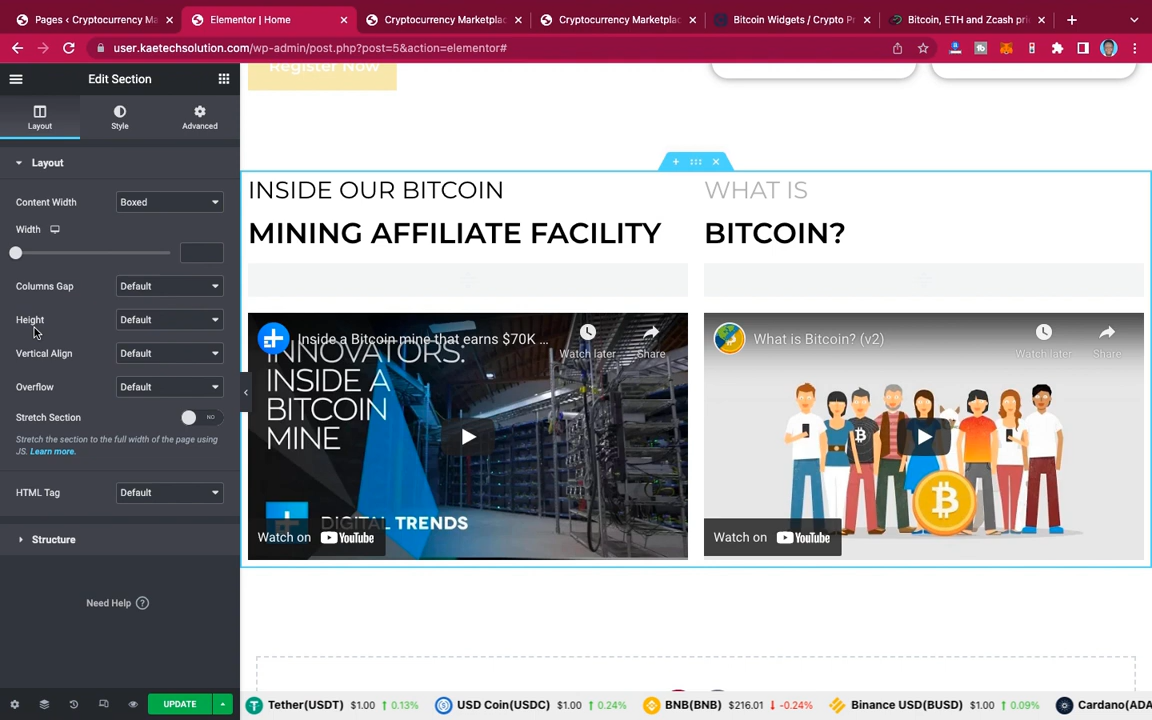 Pages < Cryptocurrency Ma
Elementor | Home
Cryptocurrency Marketplac
Cryptocurrency Marketplac
Bitcoin Widgets / Crypto Pr
Bitcoin, ETH and Zcash pri
user.kaetechsolution.com/wp-admin/post.php?post=5&action=elementor#
Edit Section
Layout
Style
Advanced
Layout
Content Width
Boxed
Width
Columns Gap
Default
Height
Default
Vertical Align
Default
Overflow
Default
Stretch Section
NO
Stretch the section to the full width of the page using
JS. Learn more.
HTML Tag
Default
Structure
Need Help ?
UPDATE
Register Now
INSIDE OUR BITCOIN
MINING AFFILIATE FACILITY
WHAT IS
BITCOIN?
Inside a Bitcoin mine that earns $70K ...
Watch later
Share
INNOVATORS:
INSIDE A
BITCOIN
MINE
DIGITAL TRENDS
Watch on YouTube
What is Bitcoin? (v2)
Watch later
Share
Watch on YouTube
Tether(USDT) $1.00 ↑ 0.13%
USD Coin(USDC) $1.00 ↑ 0.24%
BNB(BNB) $216.01 ↓ -0.24%
Binance USD(BUSD) $1.00 ↑ 0.09%
Cardano(ADA